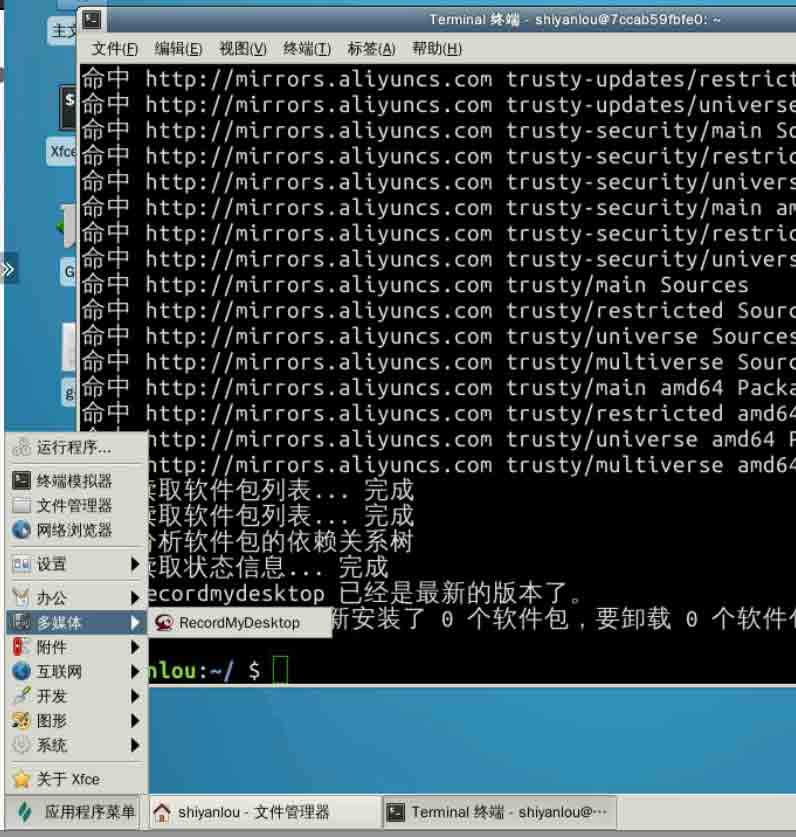 Terminal 终端 - shiyanlou@7ccab59fbfe0: ~
主文
文件(F) 编辑(E) 视图(V) 终端(T) 标签(A) 帮助(H)
命中 http://mirrors.aliyuncs.com trusty-updates/restrict
命中 http://mirrors.aliyuncs.com trusty-updates/universe
命中 http://mirrors.aliyuncs.com trusty-security/main So
命中 http://mirrors.aliyuncs.com trusty-security/restric
命中 http://mirrors.aliyuncs.com trusty-security/univers
命中 http://mirrors.aliyuncs.com trusty-security/main am
命中 http://mirrors.aliyuncs.com trusty-security/restric
命中 http://mirrors.aliyuncs.com trusty-security/univers
命中 http://mirrors.aliyuncs.com trusty/main Sources
命中 http://mirrors.aliyuncs.com trusty/restricted Sourc
命中 http://mirrors.aliyuncs.com trusty/universe Sources
命中 http://mirrors.aliyuncs.com trusty/multiverse Sourc
命中 http://mirrors.aliyuncs.com trusty/main amd64 Packa
命中 http://mirrors.aliyuncs.com trusty/restricted amd64
http://mirrors.aliyuncs.com trusty/universe amd64 P
http://mirrors.aliyuncs.com trusty/multiverse amd64
读取软件包列表... 完成
读取软件包列表... 完成
分析软件包的依赖关系树
读取状态信息... 完成
ecordmydesktop 已经是最新的版本了。
新安装了 0 个软件包，要卸载 0 个软件包
nlou:~/ $
Xfce
G
g
运行程序...
终端模拟器
文件管理器
网络浏览器
设置
办公
多媒体
RecordMyDesktop
附件
互联网
开发
图形
系统
关于 Xfce
应用程序菜单
shiyanlou - 文件管理器
Terminal 终端 - shiyanlou@···